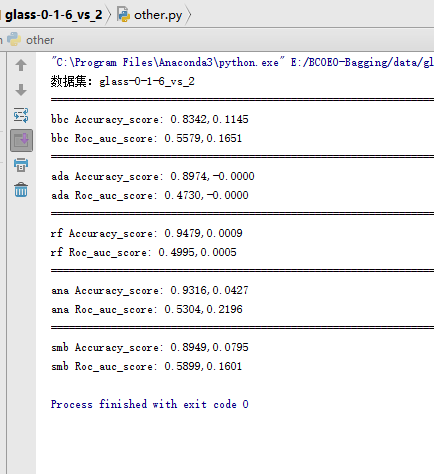 glass-0-1-6_vs_2 other.py
other
"C:\Program Files\Anaconda3\python.exe" E:/BCOEO-Bagging/data/gl
数据集：glass-0-1-6_vs_2
bbc Accuracy_score: 0.8342,0.1145
bbc Roc_auc_score: 0.5579,0.1651
ada Accuracy_score: 0.8974,-0.0000
ada Roc_auc_score: 0.4730,-0.0000
rf Accuracy_score: 0.9479,0.0009
rf Roc_auc_score: 0.4995,0.0005
ana Accuracy_score: 0.9316,0.0427
ana Roc_auc_score: 0.5304,0.2196
smb Accuracy_score: 0.8949,0.0795
smb Roc_auc_score: 0.5899,0.1601
Process finished with exit code 0